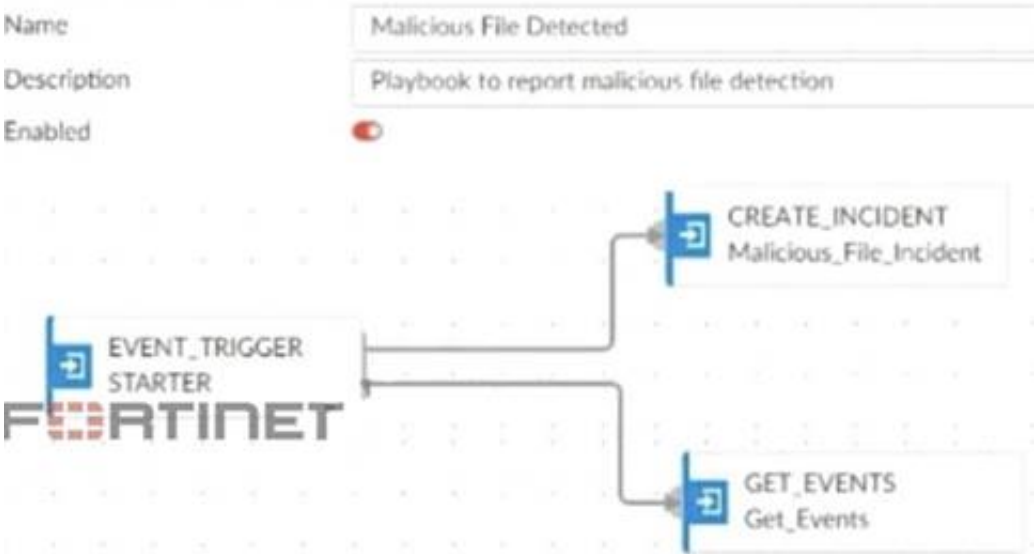 Name
Malicious File Detected
Description
Playbook to report malicious file detection
Enabled
CREATE_INCIDENT
Malicious_File_Incident
EVENT_TRIGGER
STARTER
FORTINET
GET_EVENTS
Get_Events